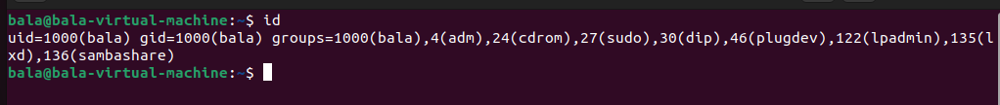 bala@bala-virtual-machine:~$ id
uid=1000(bala) gid=1000(bala) groups=1000(bala),4(adm),24(cdrom),27(sudo),30(dip),46(plugdev),122(lpadmin),135(l
xd),136(sambashare)
bala@bala-virtual-machine:~$